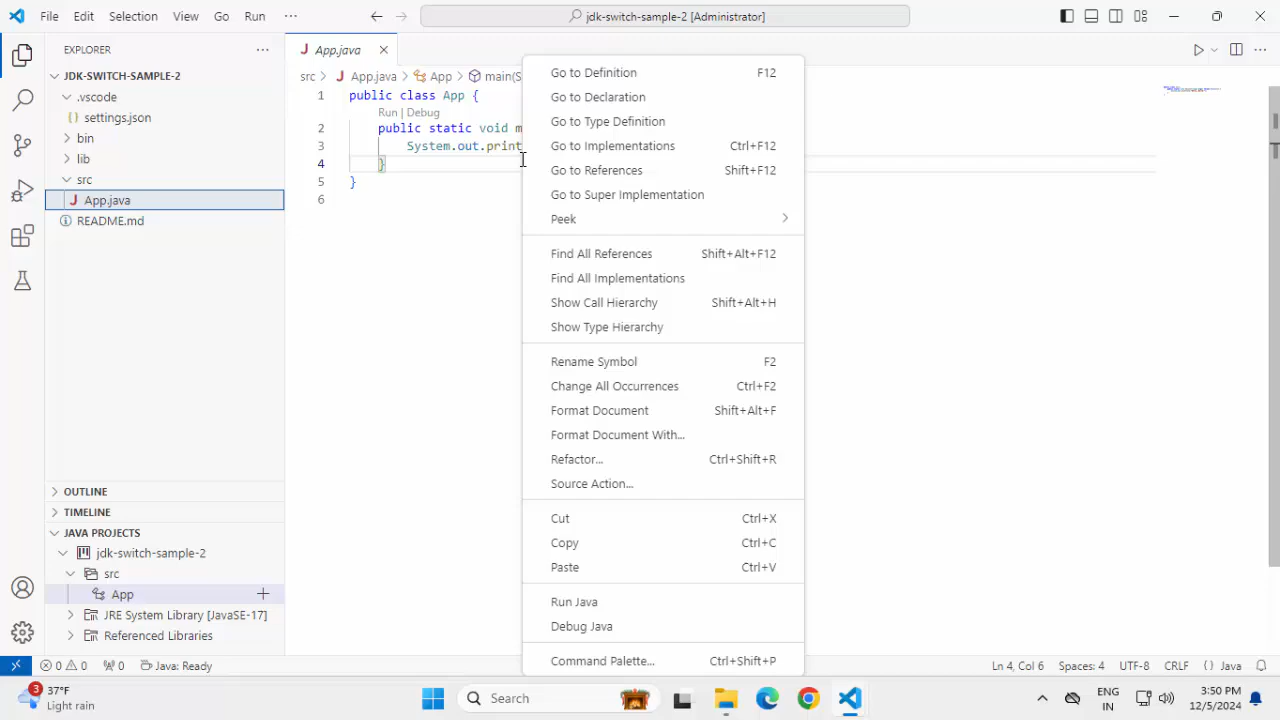 File Edit Selection View Go Run ··· jdk-switch-sample-2 [Administrator]
EXPLORER ···
JDK-SWITCH-SAMPLE-2
.vscode
{} settings.json
bin
lib
src
J App.java
README.md
OUTLINE
TIMELINE
JAVA PROJECTS
jdk-switch-sample-2
src
App
JRE System Library [JavaSE-17]
Referenced Libraries
J App.java
src > J App.java > App > main(S
1 public class App {
Run | Debug
2 public static void m
3 System.out.print
4 }
5 }
6
Go to Definition F12
Go to Declaration
Go to Type Definition
Go to Implementations Ctrl+F12
Go to References Shift+F12
Go to Super Implementation
Peek
Find All References Shift+Alt+F12
Find All Implementations
Show Call Hierarchy Shift+Alt+H
Show Type Hierarchy
Rename Symbol F2
Change All Occurrences Ctrl+F2
Format Document Shift+Alt+F
Format Document With...
Refactor... Ctrl+Shift+R
Source Action...
Cut Ctrl+X
Copy Ctrl+C
Paste Ctrl+V
Run Java
Debug Java
Command Palette... Ctrl+Shift+P
0 0 0 Java: Ready Ln 4, Col 6 Spaces: 4 UTF-8 CRLF {} Java
3 37°F
Light rain
Search
ENG
IN
3:50 PM
12/5/2024